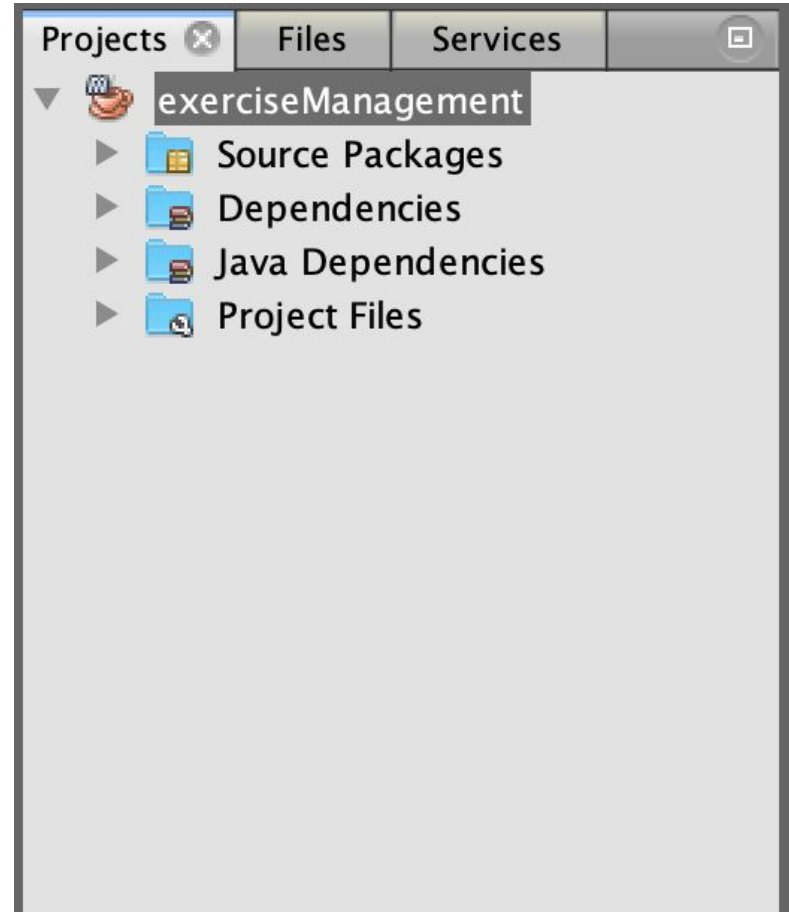 Projects Files Services
exerciseManagement
Source Packages
Dependencies
Java Dependencies
Project Files